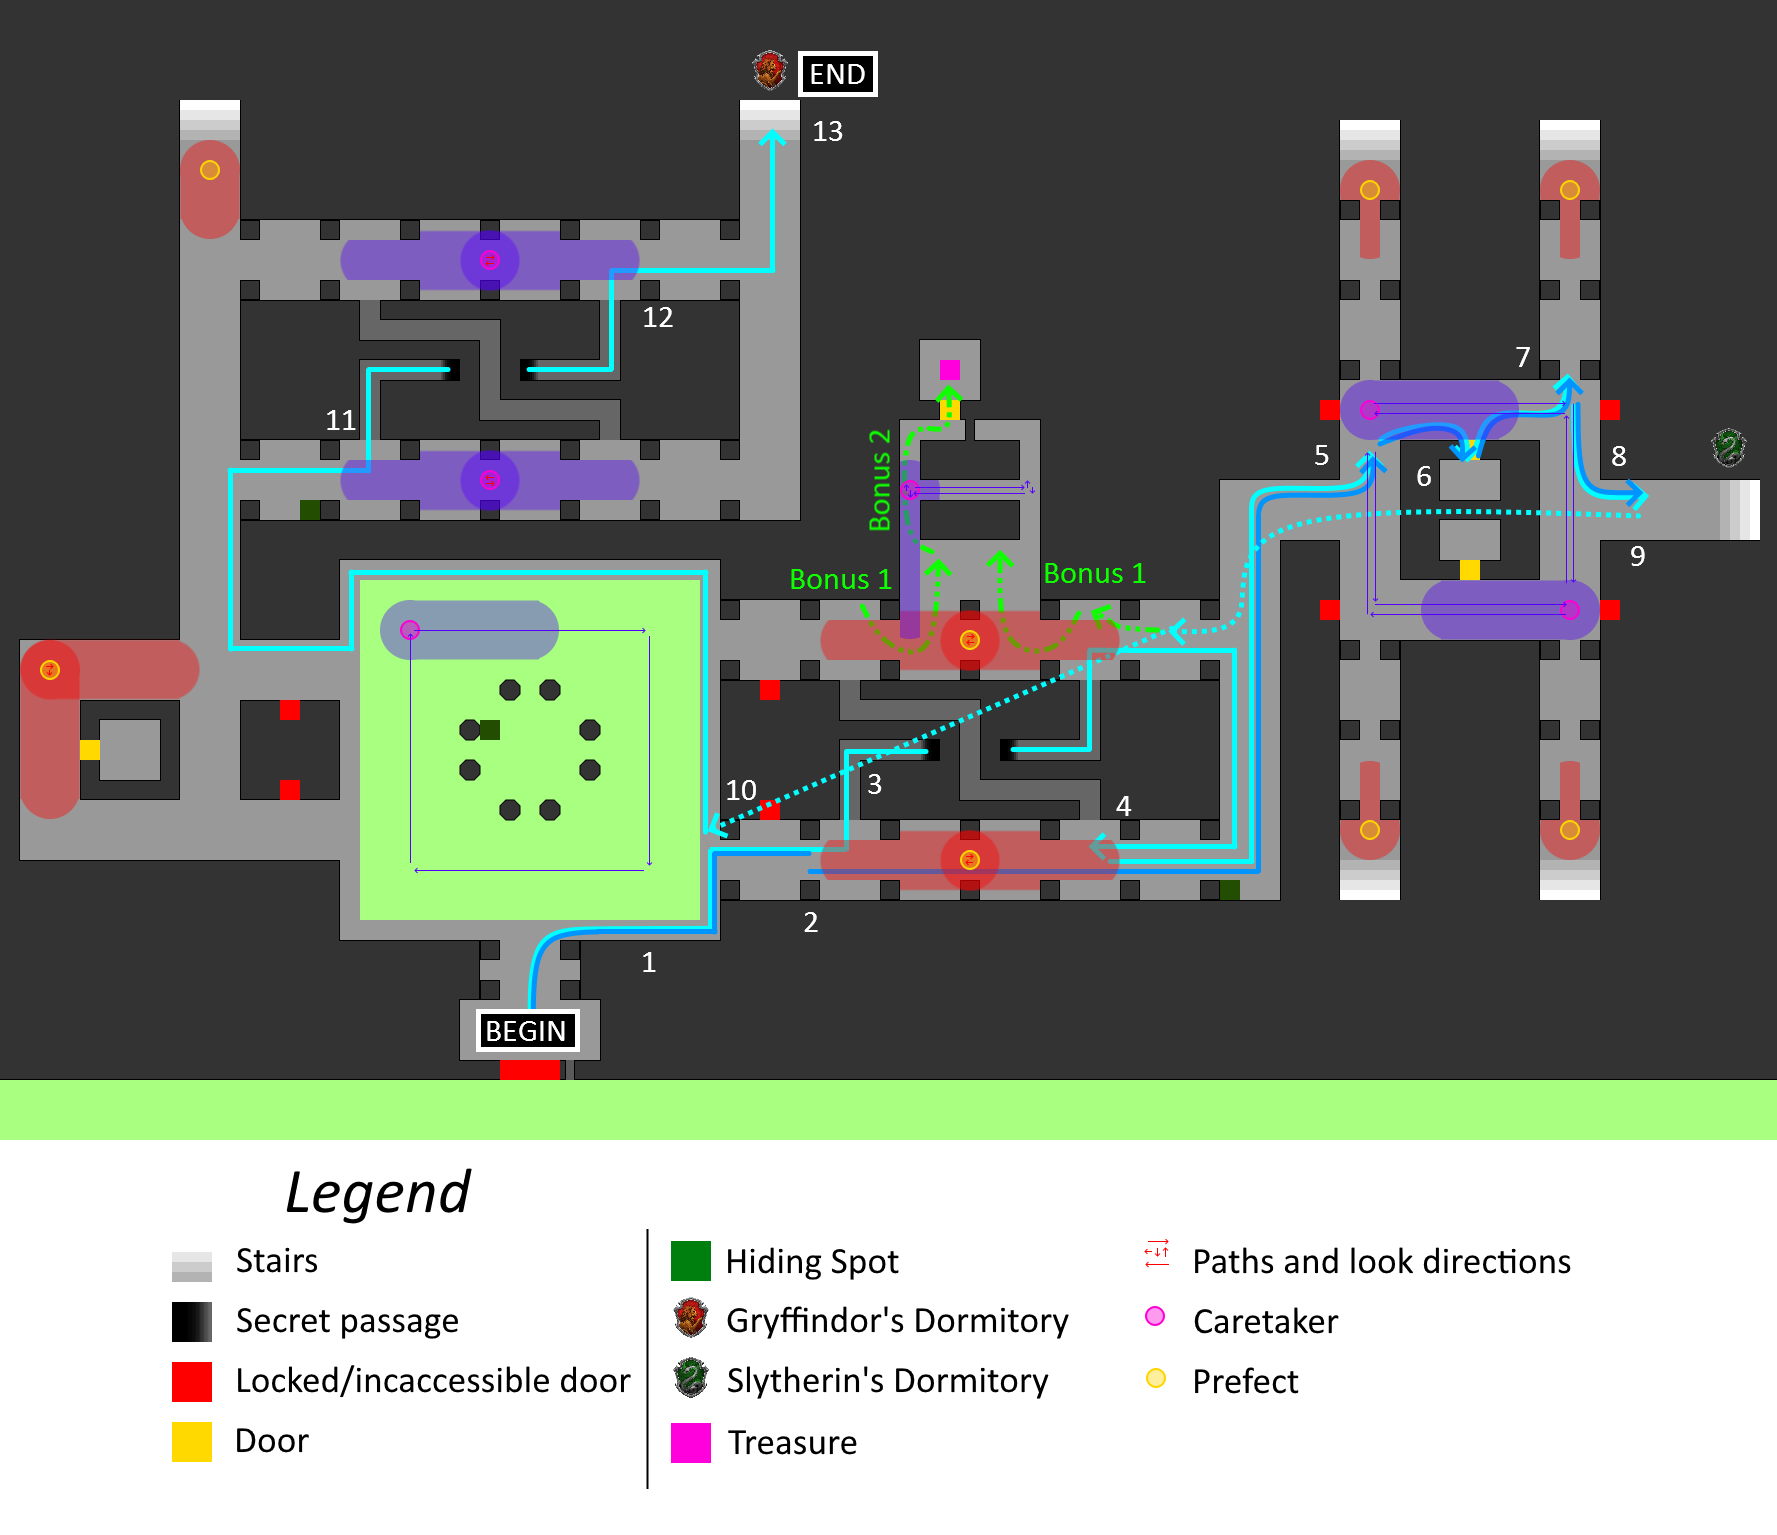 END
13
12
11
7
5
6
8
9
Bonus 2
Bonus 1
Bonus 1
10
3
4
2
1
BEGIN
Legend
Stairs
Secret passage
Locked/incaccessible door
Door
Hiding Spot
Gryffindor's Dormitory
Slytherin's Dormitory
Treasure
Paths and look directions
Caretaker
Prefect